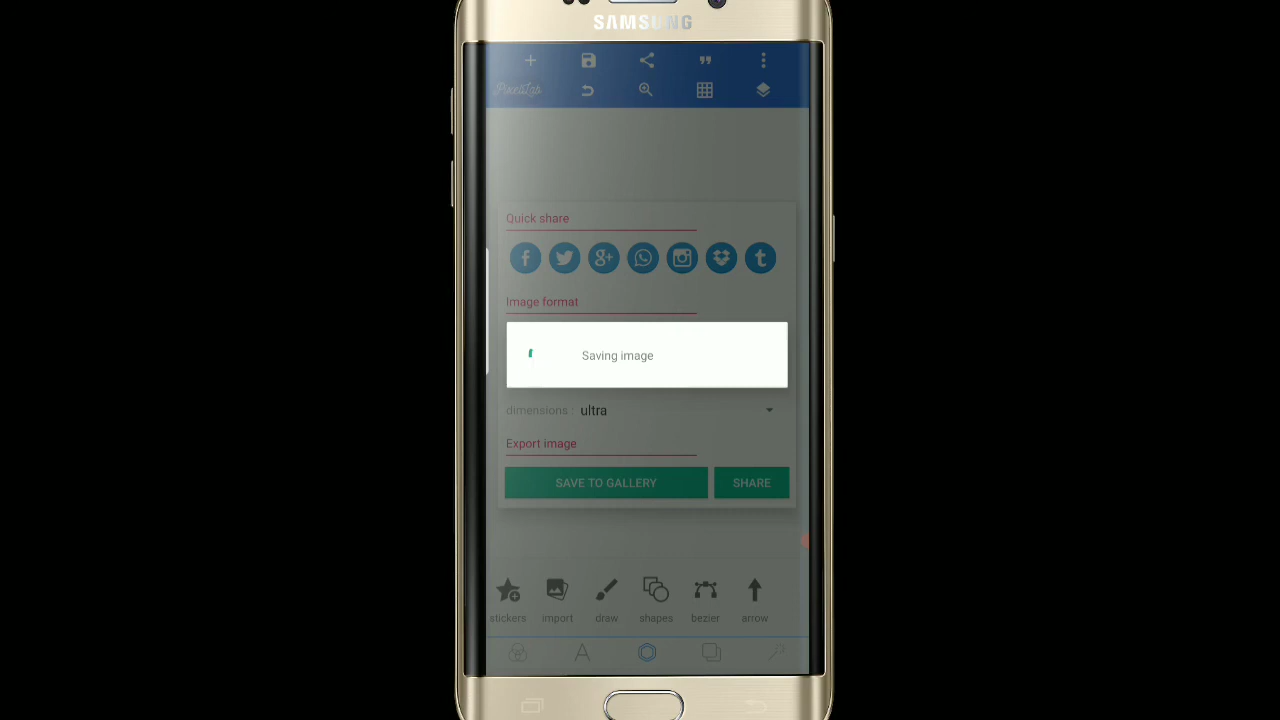 SAMSUNG
PixelLab
Quick share
Image format
Saving image
dimensions : ultra
Export image
SAVE TO GALLERY
SHARE
stickers
import
draw
shapes
bezier
arrow